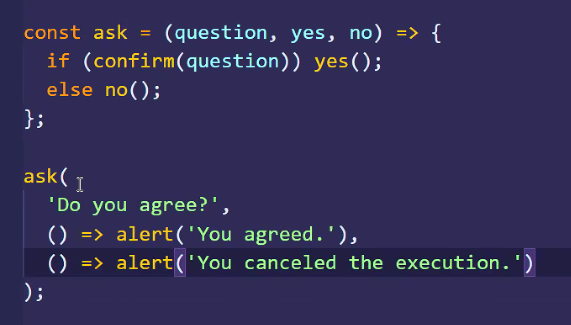 const ask = (question, yes, no) => {
  if (confirm(question)) yes();
  else no();
};

ask(
  'Do you agree?',
  () => alert('You agreed.'),
  () => alert('You canceled the execution.')
);